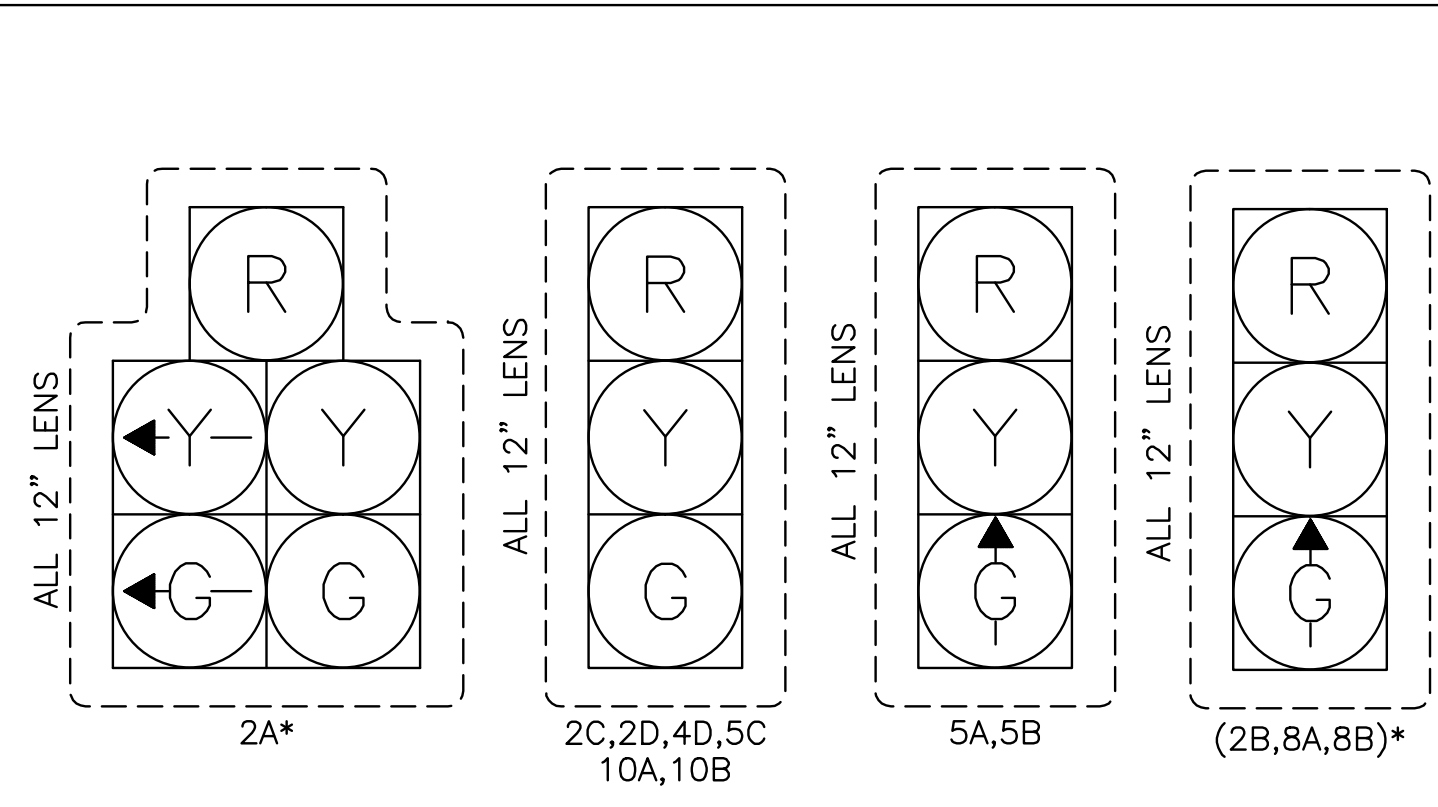 ALL 12” LENS
R
Y Y
G G
2A*
ALL 12” LENS
R
Y
G
2C,2D,4D,5C
10A,10B
ALL 12” LENS
R
Y
G
5A,5B
ALL 12” LENS
R
Y
G
(2B,8A,8B)*